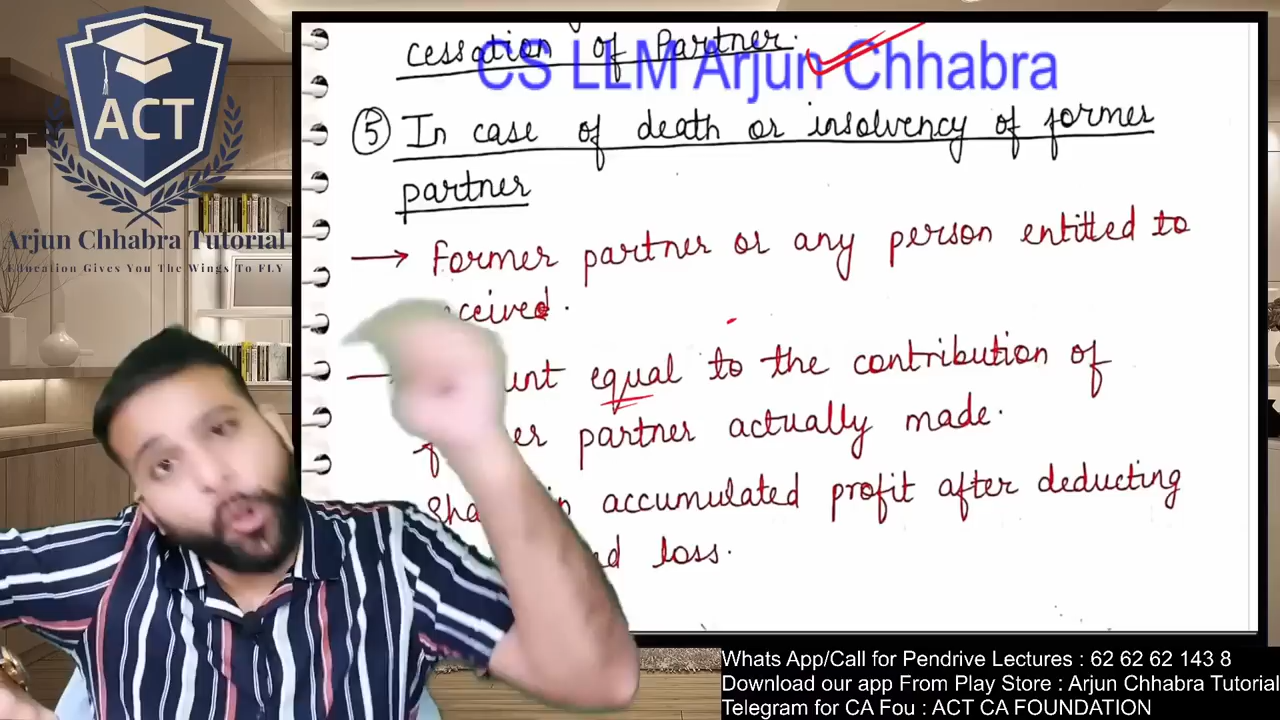 cessation of Partner.
CS LLM Arjun Chhabra
⑤ In case of death or insolvency of former
partner
→ Former partner or any person entitled to
equal to the contribution of
partner actually made.
accumulated profit after deducting
loss.
ACT
Arjun Chhabra Tutorial
Education Gives You The Wings To FLY
Whats App/Call for Pendrive Lectures : 62 62 62 143 8
Download our app From Play Store : Arjun Chhabra Tutorial
Telegram for CA Fou : ACT CA FOUNDATION